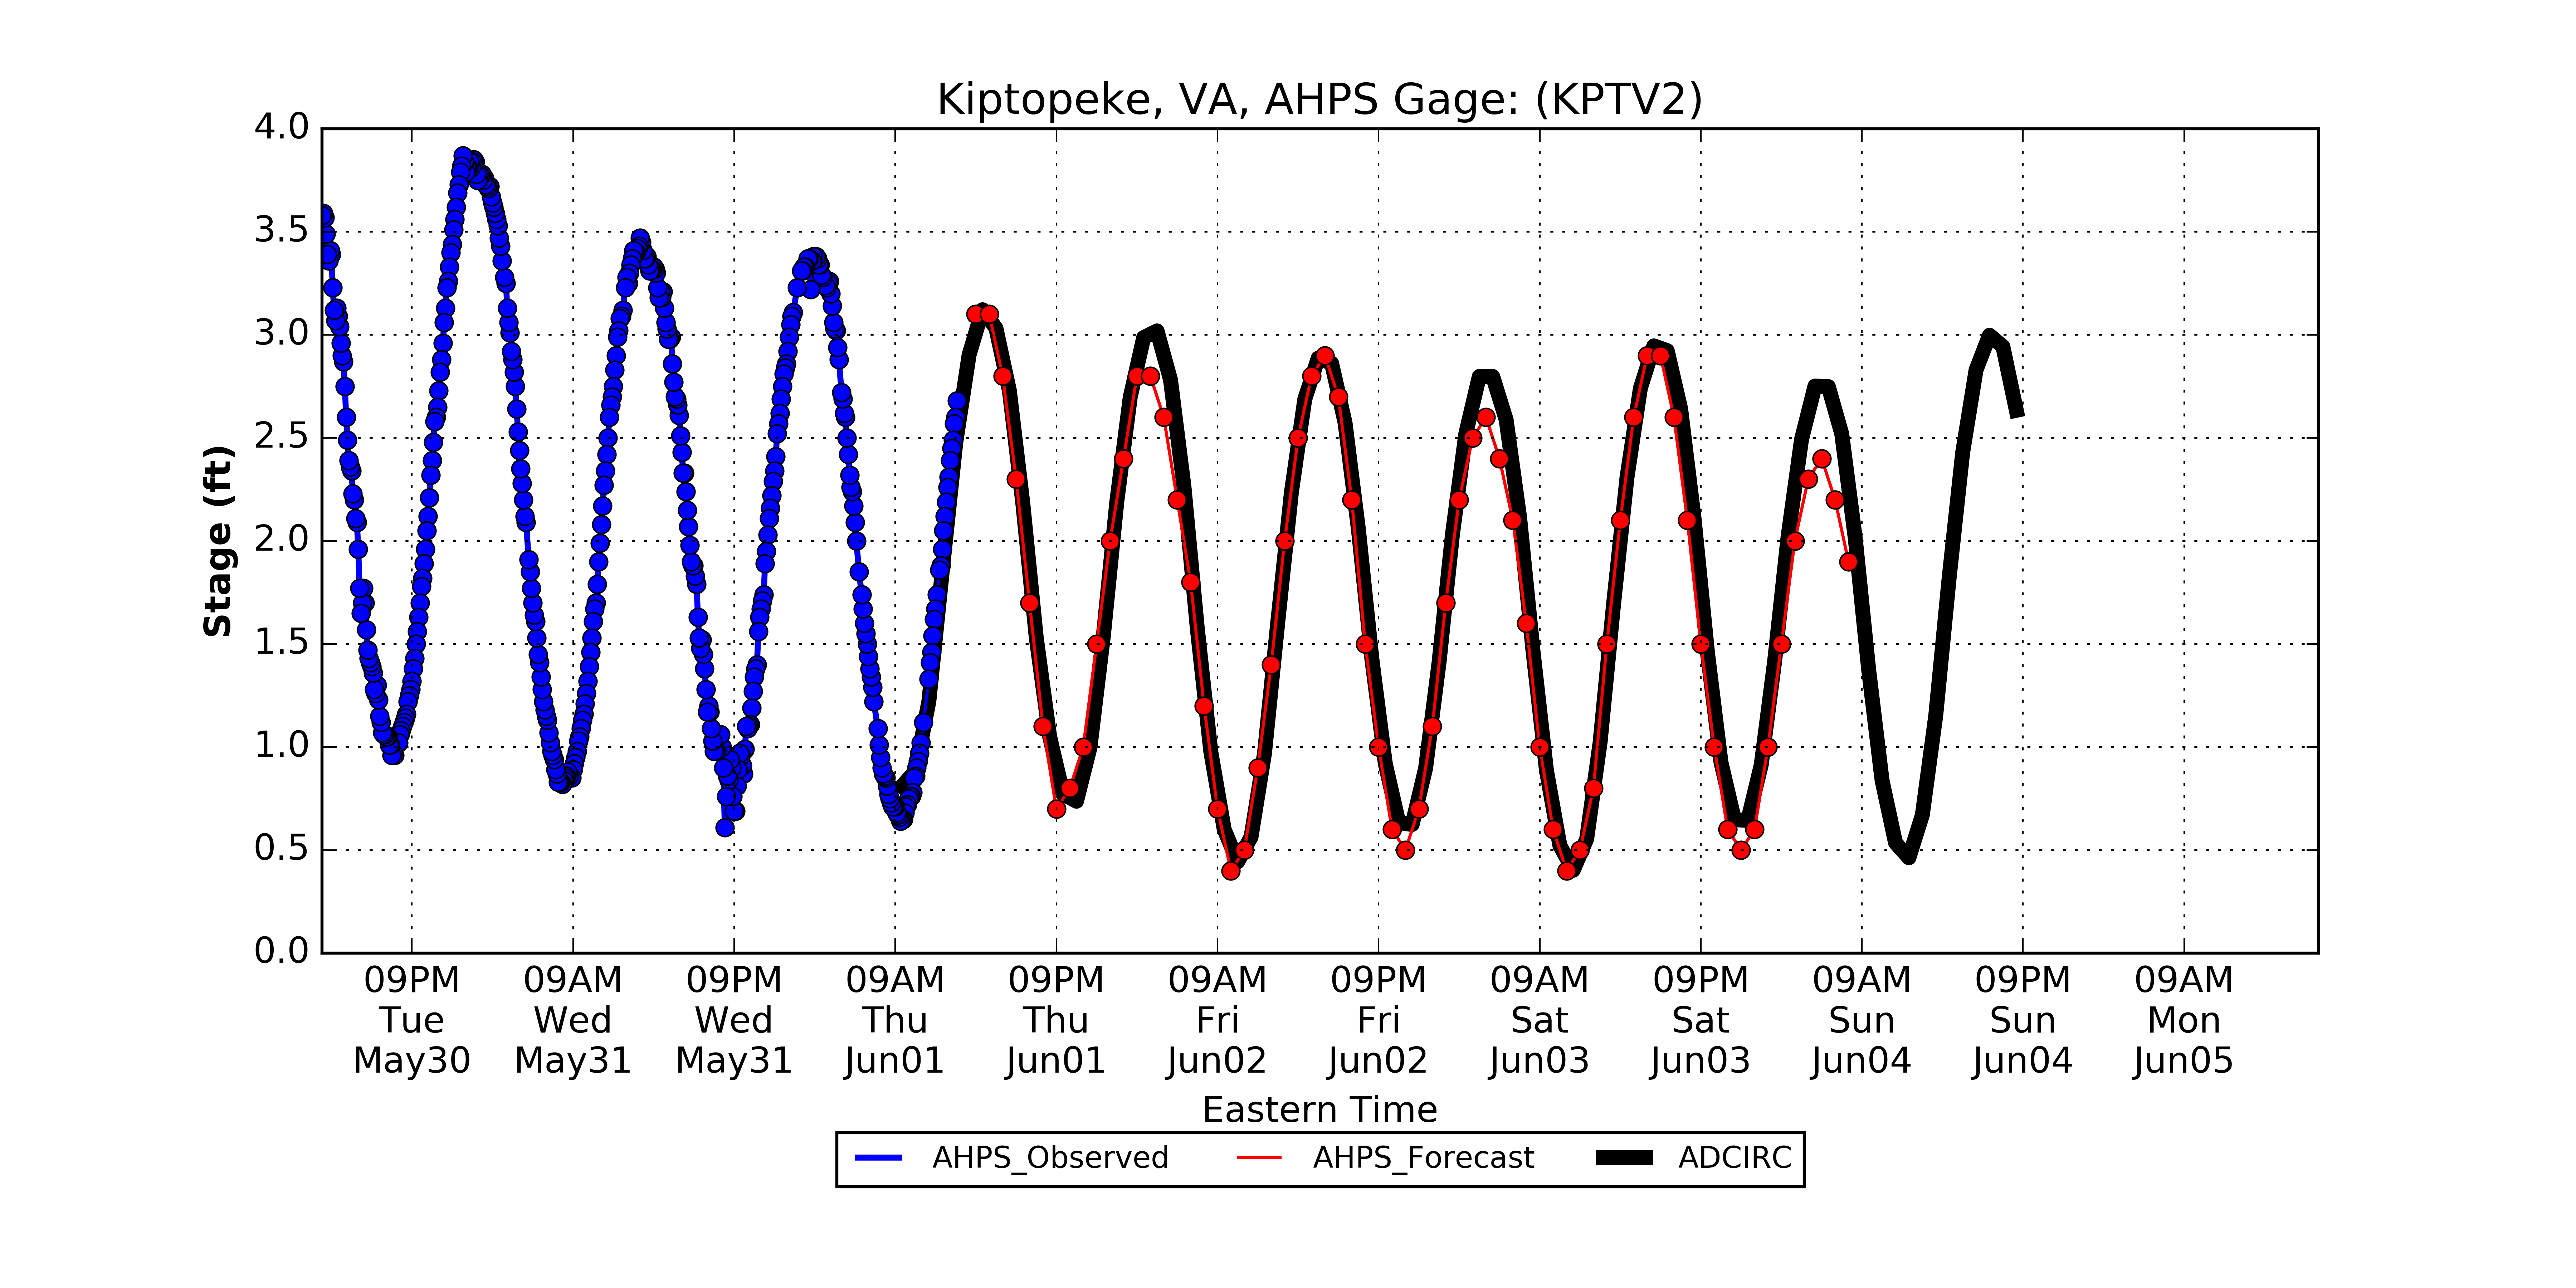 Kiptopeke, VA, AHPS Gage: (KPTV2)
4.0
3.5
3.0
2.5
2.0
1.5
1.0
0.5
0.0
Stage (ft)
09PM 09AM 09PM 09AM 09PM 09AM 09PM 09AM 09PM 09AM 09PM 09AM
Tue Wed Wed Thu Thu Fri Fri Sat Sat Sun Sun Mon
May30 May31 May31 Jun01 Jun01 Jun02 Jun02 Jun03 Jun03 Jun04 Jun04 Jun05
Eastern Time
AHPS_Observed AHPS_Forecast ADCIRC